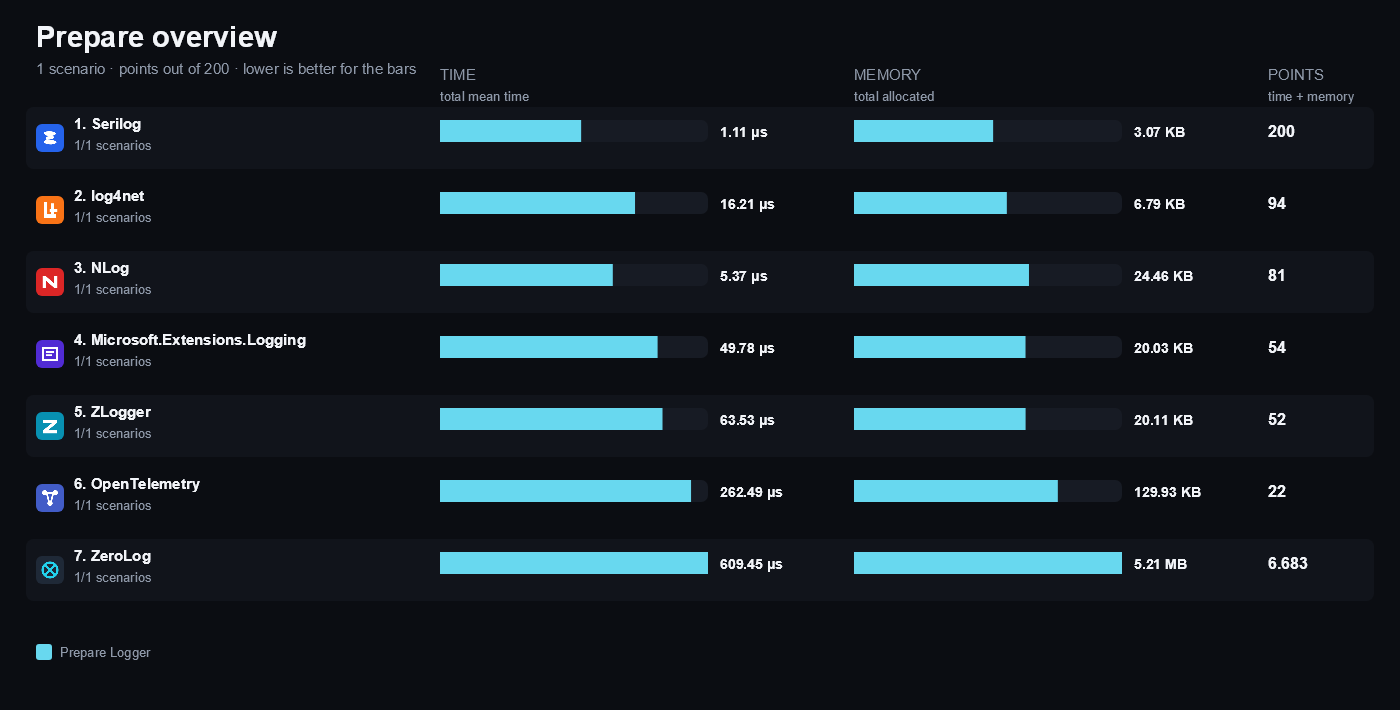 Prepare overview
1 scenario · points out of 200 · lower is better for the bars
TIME
total mean time
MEMORY
total allocated
POINTS
time + memory
1. Serilog
1/1 scenarios
1.11 µs
3.07 KB
200
2. log4net
1/1 scenarios
16.21 µs
6.79 KB
94
3. NLog
1/1 scenarios
5.37 µs
24.46 KB
81
4. Microsoft.Extensions.Logging
1/1 scenarios
49.78 µs
20.03 KB
54
5. ZLogger
1/1 scenarios
63.53 µs
20.11 KB
52
6. OpenTelemetry
1/1 scenarios
262.49 µs
129.93 KB
22
7. ZeroLog
1/1 scenarios
609.45 µs
5.21 MB
6.683
Prepare Logger